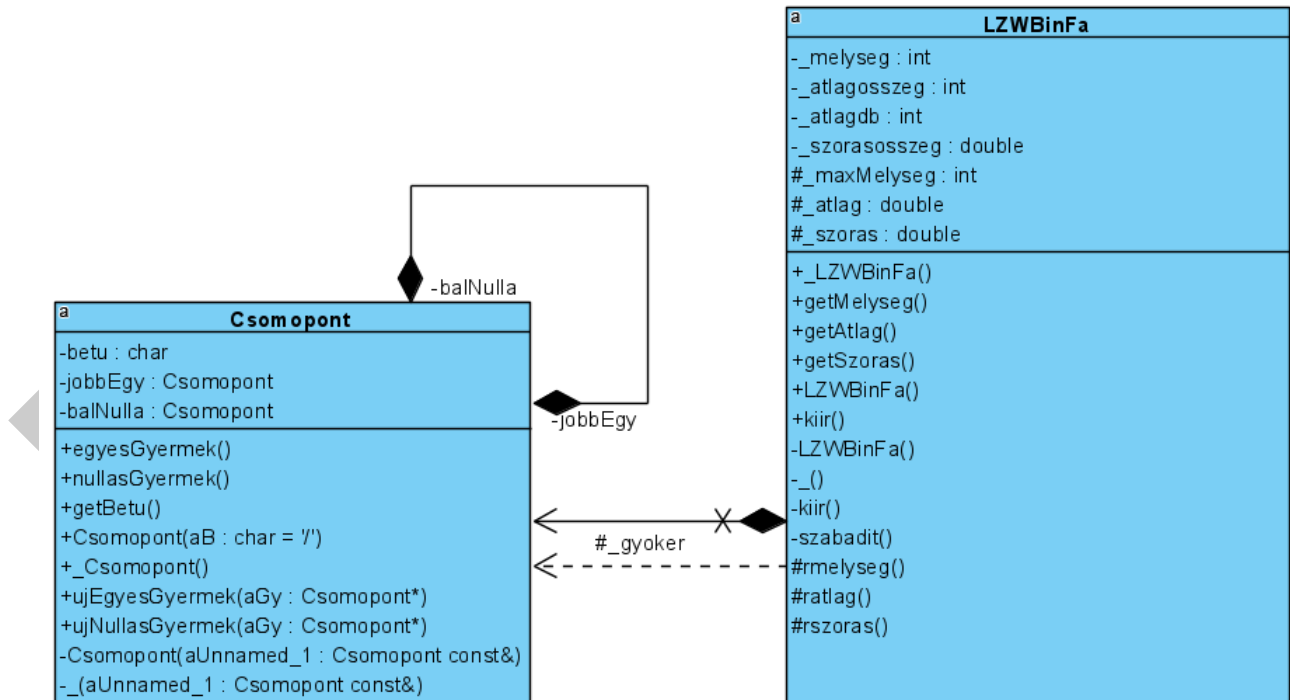 a
LZWBinFa
-_melyseg : int
-_atlagosszeg : int
-_atlagdb : int
-_szorasosszeg : double
#_maxMelyseg : int
#_atlag : double
#_szoras : double
+_LZWBinFa()
+getMelyseg()
+getAtlag()
+getSzoras()
+LZWBinFa()
+kiir()
-LZWBinFa()
-_()
-kiir()
-szabadit()
#rmelyseg()
#ratlag()
#rszoras()
-balNulla
-jobbEgy
#_gyoker
a
Csomopont
-betu : char
-jobbEgy : Csomopont
-balNulla : Csomopont
+egyesGyermek()
+nullasGyermek()
+getBetu()
+Csomopont(aB : char = '/')
+_Csomopont()
+ujEgyesGyermek(aGy : Csomopont*)
+ujNullasGyermek(aGy : Csomopont*)
-Csomopont(aUnnamed_1 : Csomopont const&)
-_(aUnnamed_1 : Csomopont const&)